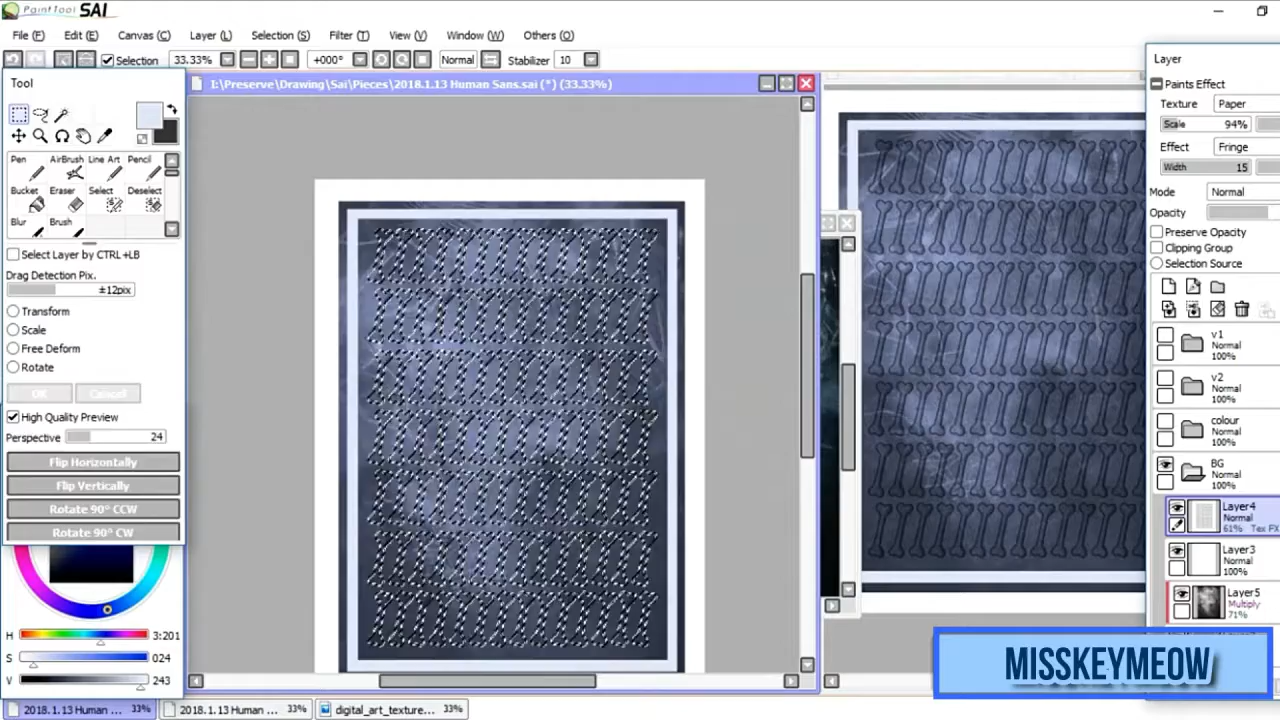 PaintTool SAI
File (F) Edit (E) Canvas (C) Layer (L) Selection (S) Filter (T) View (V) Window (W) Others (O)
Selection 33.33% +000° Normal Stabilizer 10
Tool
I:\Preserve\Drawing\Sai\Pieces\2018.1.13 Human Sans.sai (*) (33.33%)
Layer
Paints Effect
Texture Paper
Scale 94%
Effect Fringe
Width 15
Mode Normal
Opacity
Preserve Opacity
Clipping Group
Selection Source
Pen AirBrush Line Art Pencil
Bucket Eraser Select Deselect
Blur Brush
Select Layer by CTRL+LB
Drag Detection Pix.
±12pix
Transform
Scale
Free Deform
Rotate
OK Cancel
High Quality Preview
Perspective 24
Flip Horizontally
Flip Vertically
Rotate 90° CCW
Rotate 90° CW
H 3:201
S 024
V 243
v1
Normal
100%
v2
Normal
100%
colour
Normal
100%
BG
Normal
100%
Layer4
Normal
61% Tex FX
Layer3
Normal
100%
Layer5
Multiply
71%
MISSKEYMEOW
2018.1.13 Human ... 33% 2018.1.13 Human ... 33% digital_art_texture... 33%